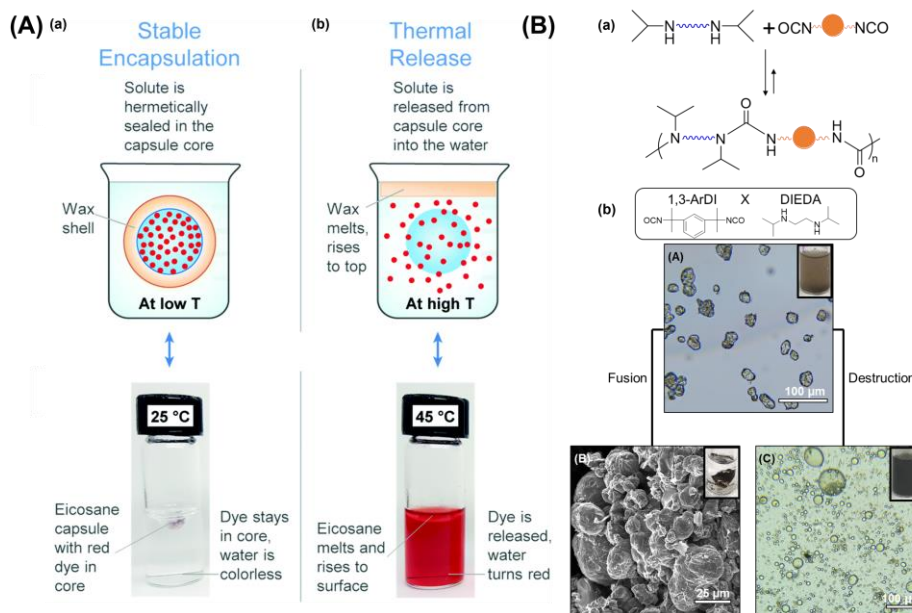 (A)
(a)
Stable
Encapsulation
Solute is
hermetically
sealed in the
capsule core
Wax
shell
At low T
25 °C
Eicosane
capsule
with red
dye in
core
Dye stays
in core,
water is
colorless
(b)
Thermal
Release
Solute is
released from
capsule core
into the water
Wax
melts,
rises
to top
At high T
45 °C
Eicosane
melts and
rises to
surface
Dye is
released,
water
turns red
(B)
(a)
N
H
N
H
+
OCN
NCO
O
(
N
N
N
H
H
N
)
n
O
(b)
1,3-ArDI X DIEDA
OCN
NCO
H
N
N
H
(A)
100 µm
Fusion
Destruction
(B)
25 µm
(C)
100 µm